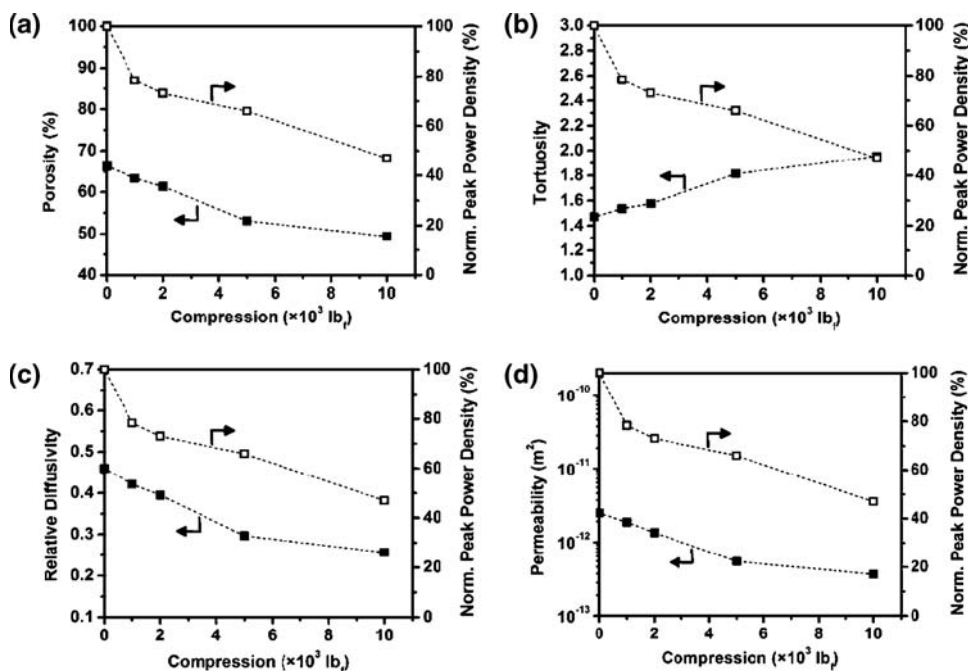 (a)
100
90
80
70
60
50
40
Porosity (%)
100
80
60
40
20
0
Norm. Peak Power Density (%)
0 2 4 6 8 10
Compression (×10³ lbf)
(b)
3.0
2.8
2.6
2.4
2.2
2.0
1.8
1.6
1.4
1.2
1.0
Tortuosity
100
80
60
40
20
0
Norm. Peak Power Density (%)
0 2 4 6 8 10
Compression (×10³ lbf)
(c)
0.7
0.6
0.5
0.4
0.3
0.2
0.1
Relative Diffusivity
100
80
60
40
20
0
Norm. Peak Power Density (%)
0 2 4 6 8 10
Compression (×10³ lbf)
(d)
10⁻¹⁰
10⁻¹¹
10⁻¹²
10⁻¹³
Permeability (m²)
100
80
60
40
20
0
Norm. Peak Power Density (%)
0 2 4 6 8 10
Compression (×10³ lbf)